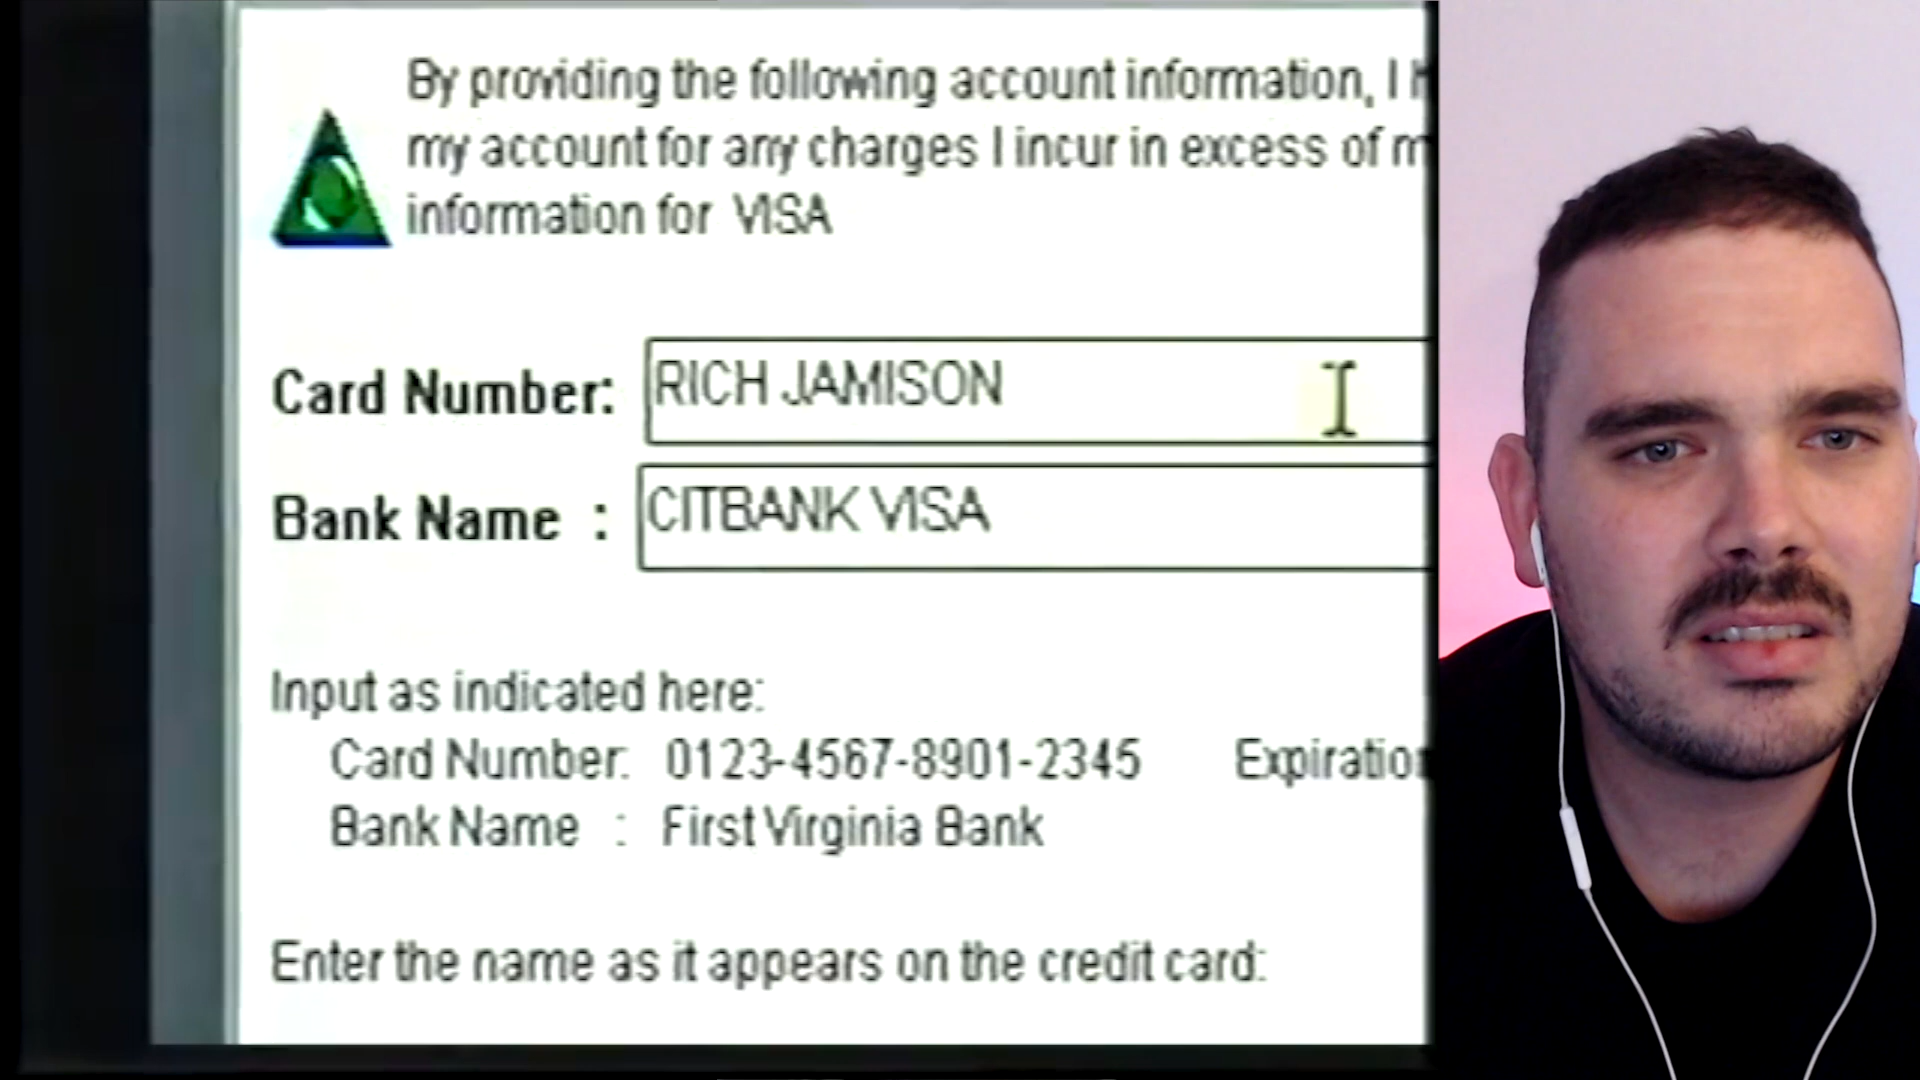 By providing the following account information, I
my account for any charges I incur in excess of
information for VISA
Card Number: RICH JAMISON
Bank Name : CITBANK VISA
Input as indicated here:
Card Number: 0123-4567-8901-2345 Expiration
Bank Name : First Virginia Bank
Enter the name as it appears on the credit card: